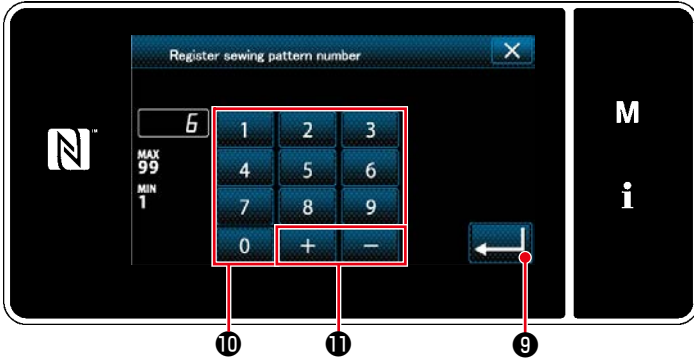 Register sewing pattern number
6
MAX
99
MIN
1
1 2 3
4 5 6
7 8 9
0 + −
M
i
❿ ⓫ ❾